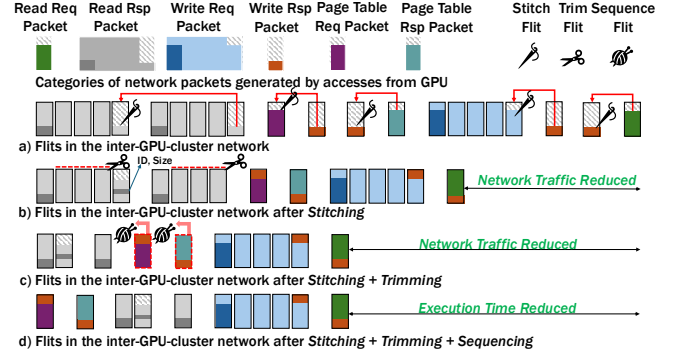 Read Req Read Rsp Write Req Write Rsp Page Table Page Table Stitch Trim Sequence
Packet Packet Packet Packet Req Packet Rsp Packet Flit Flit Flit
Categories of network packets generated by accesses from GPU
a) Flits in the inter-GPU-cluster network
ID, Size
Network Traffic Reduced
b) Flits in the inter-GPU-cluster network after Stitching
Network Traffic Reduced
c) Flits in the inter-GPU-cluster network after Stitching + Trimming
Execution Time Reduced
d) Flits in the inter-GPU-cluster network after Stitching + Trimming + Sequencing